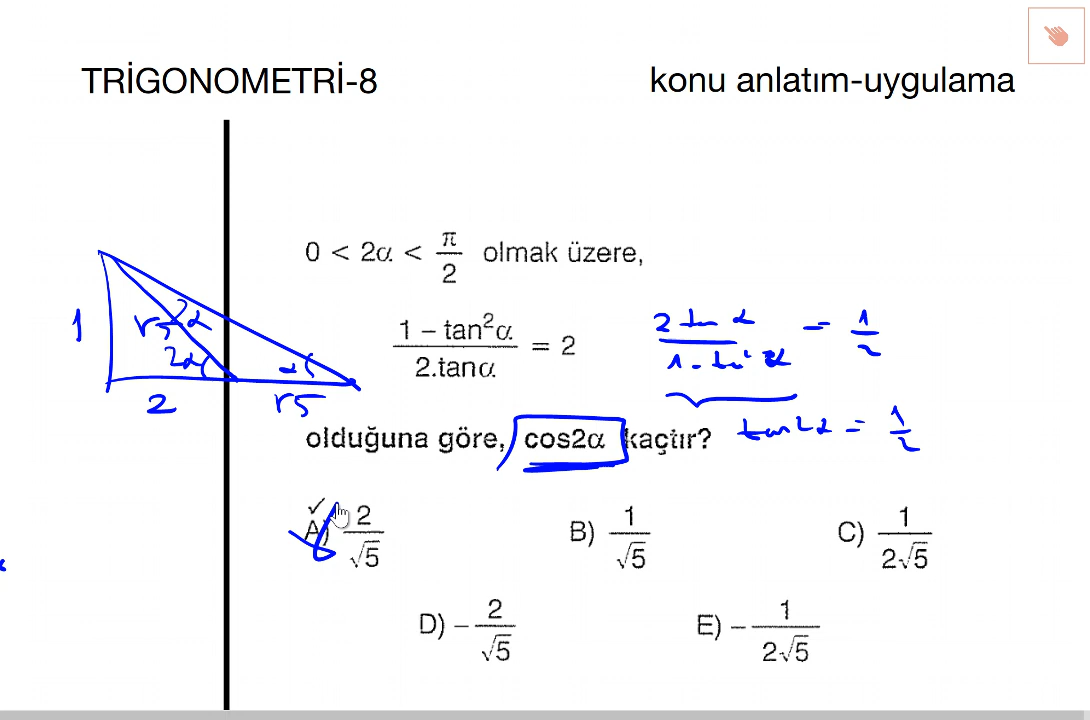 TRİGONOMETRİ-8
konu anlatım-uygulama
0 < 2α < π/2 olmak üzere,
(1 − tan²α)/(2.tanα) = 2
2 tan α / 1 - tan² α = 1/2
tan2α = 1/2
olduğuna göre, cos2α kaçtır?
A) 2/√5 B) 1/√5 C) 1/(2√5)
D) −2/√5 E) −1/(2√5)
1
√5
α
2α
α
2
√5